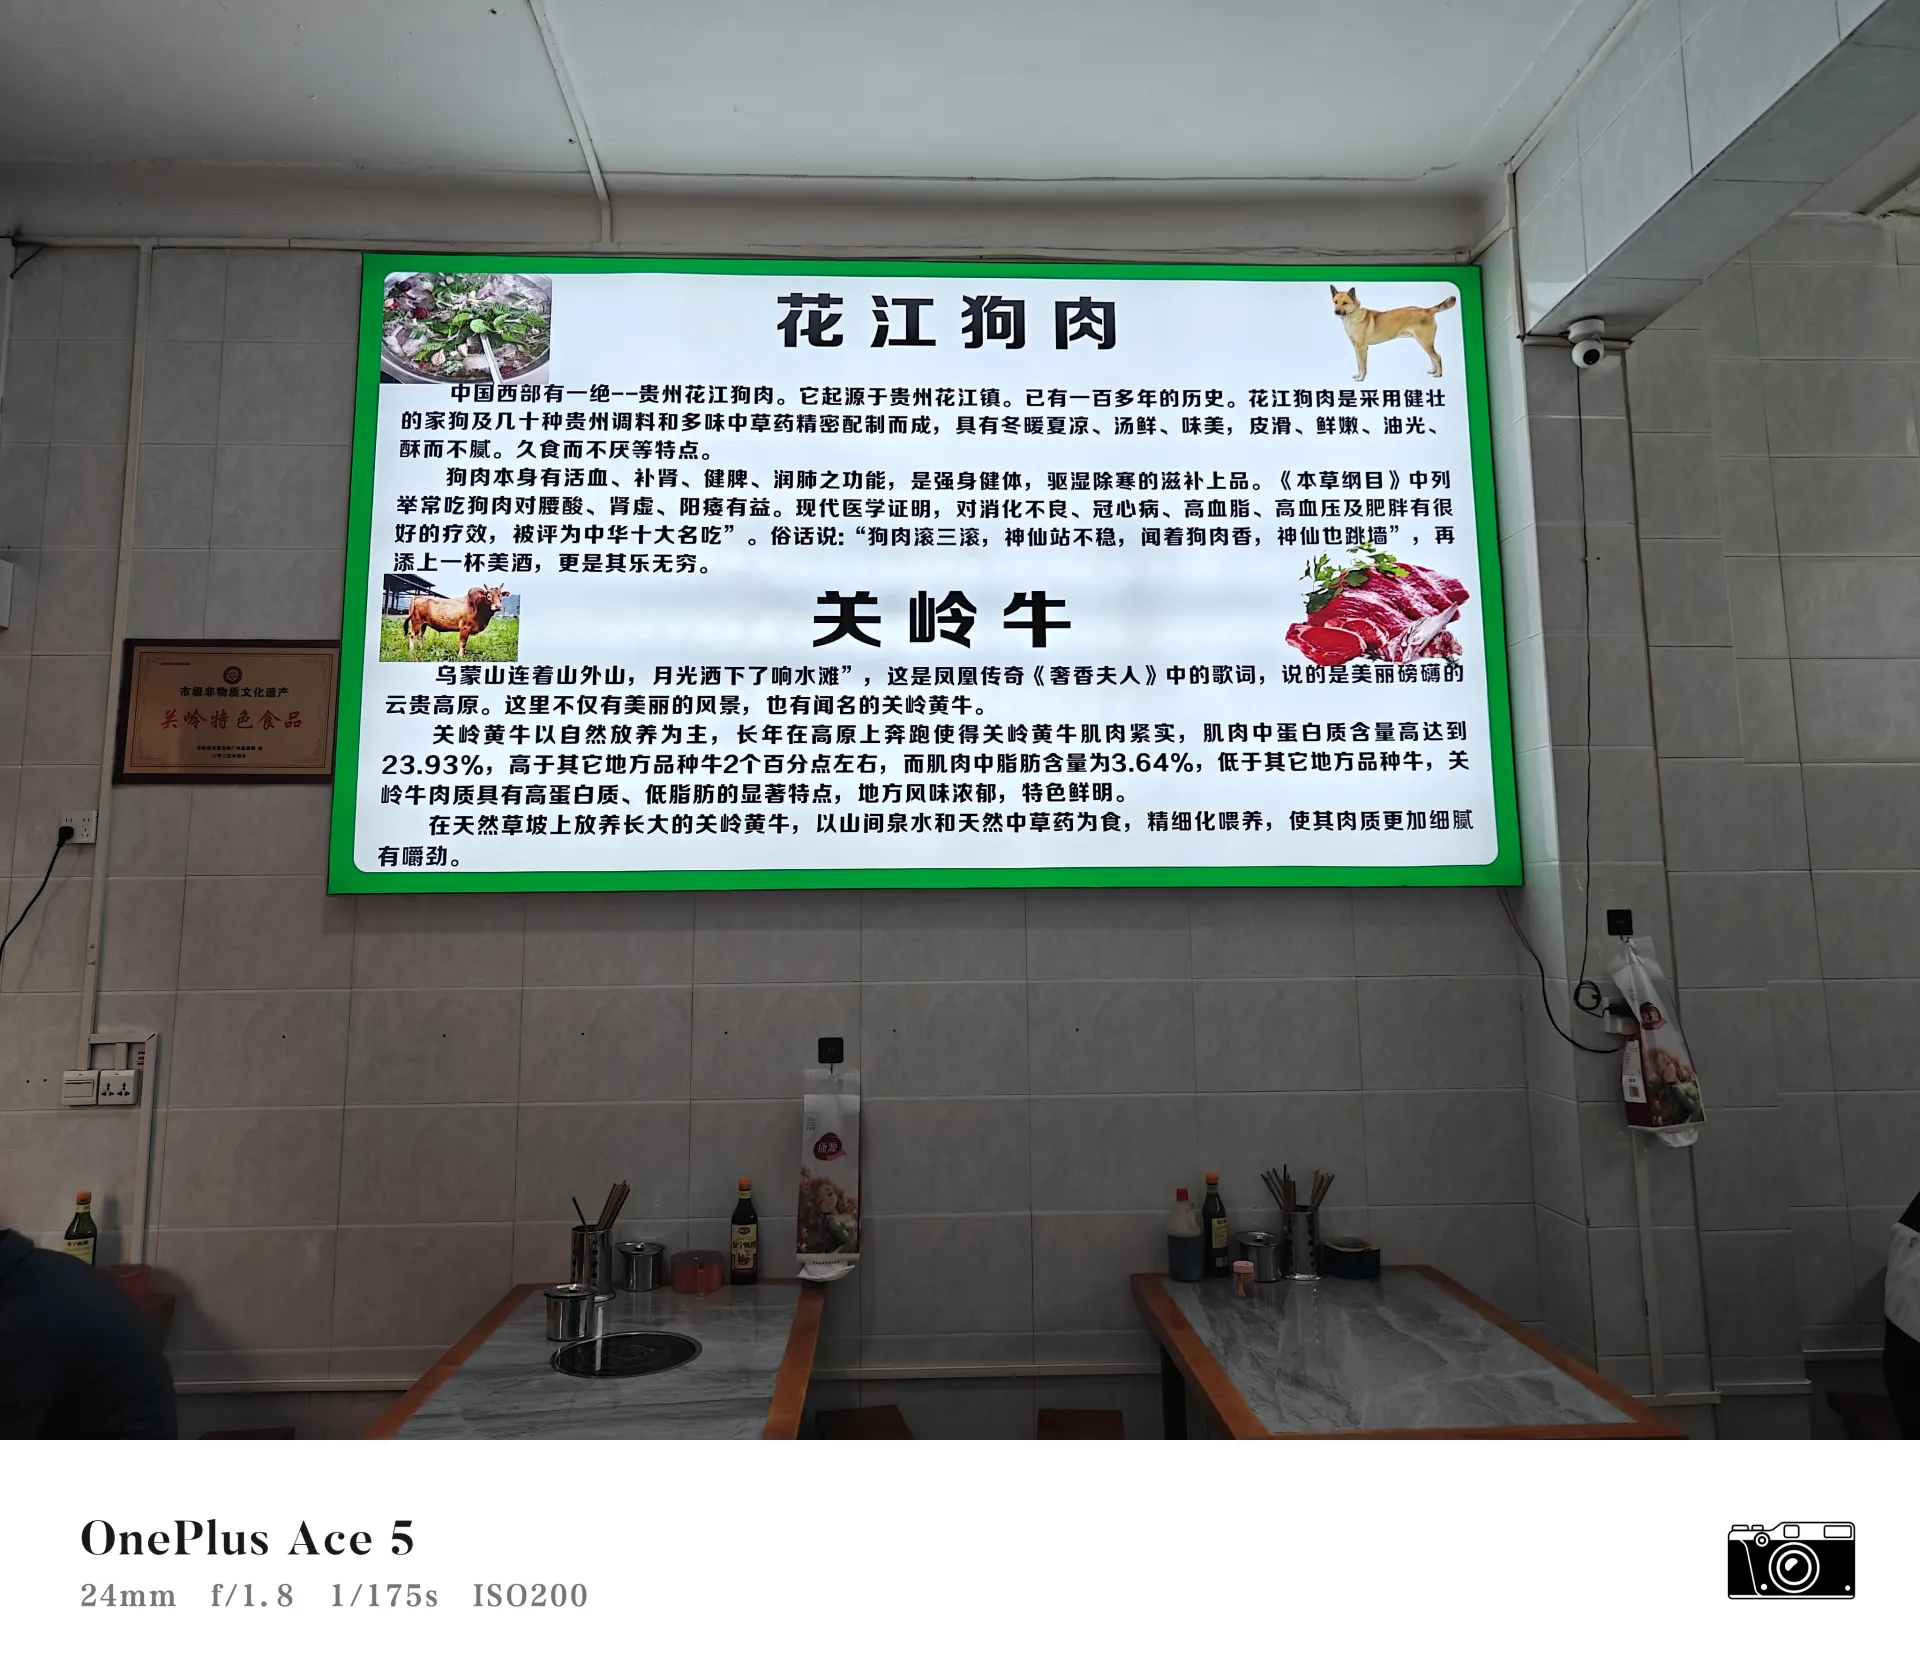 花江狗肉
中国西部有一绝--贵州花江狗肉。它起源于贵州花江镇。已有一百多年的历史。花江狗肉是采用健壮
的家狗及几十种贵州调料和多味中草药精密配制而成，具有冬暖夏凉、汤鲜、味美，皮滑、鲜嫩、油光、
酥而不腻。久食而不厌等特点。
狗肉本身有活血、补肾、健脾、润肺之功能，是强身健体，驱湿除寒的滋补上品。《本草纲目》中列
举常吃狗肉对腰酸、肾虚、阳痿有益。现代医学证明，对消化不良、冠心病、高血脂、高血压及肥胖有很
好的疗效，被评为中华十大名吃”。俗话说:“狗肉滚三滚，神仙站不稳，闻着狗肉香，神仙也跳墙”，再
添上一杯美酒，更是其乐无穷。
关岭牛
乌蒙山连着山外山，月光洒下了响水滩”，这是凤凰传奇《奢香夫人》中的歌词，说的是美丽磅礴的
云贵高原。这里不仅有美丽的风景，也有闻名的关岭黄牛。
关岭黄牛以自然放养为主，长年在高原上奔跑使得关岭黄牛肌肉紧实，肌肉中蛋白质含量高达到
23.93%，高于其它地方品种牛2个百分点左右，而肌肉中脂肪含量为3.64%，低于其它地方品种牛，关
岭牛肉质具有高蛋白质、低脂肪的显著特点，地方风味浓郁，特色鲜明。
在天然草坡上放养长大的关岭黄牛，以山间泉水和天然中草药为食，精细化喂养，使其肉质更加细腻
有嚼劲。
市级非物质文化遗产
关岭特色食品
康源
OnePlus Ace 5
24mm f/1.8 1/175s ISO200